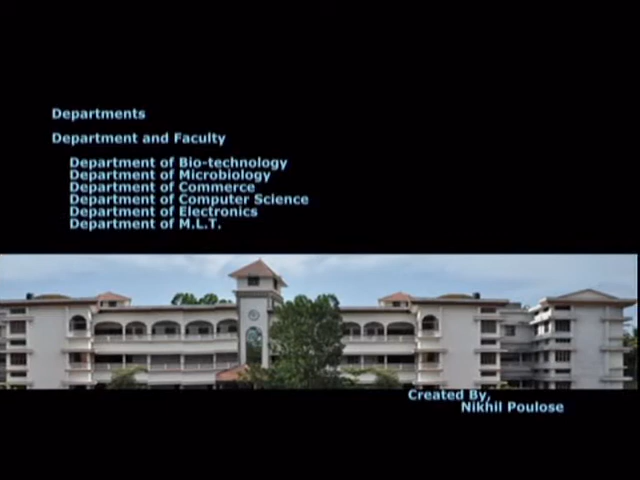 Departments
Department and Faculty
Department of Bio-technology
Department of Microbiology
Department of Commerce
Department of Computer Science
Department of Electronics
Department of M.L.T.
Created By,
Nikhil Poulose